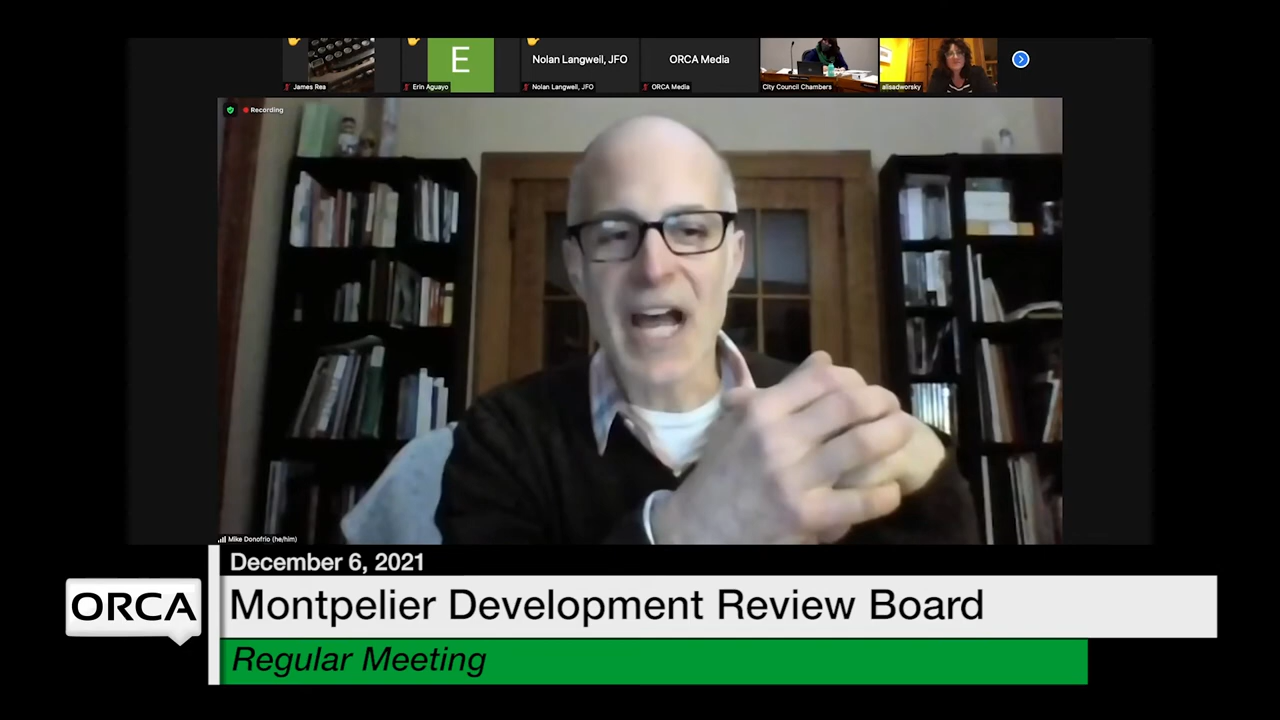 E
Nolan Langweil, JFO
ORCA Media
James Rea
Erin Aguayo
Nolan Langweil, JFO
ORCA Media
City Council Chambers
alisadworsky
Recording
Mike Donofrio (he/him)
December 6, 2021
ORCA
Montpelier Development Review Board
Regular Meeting